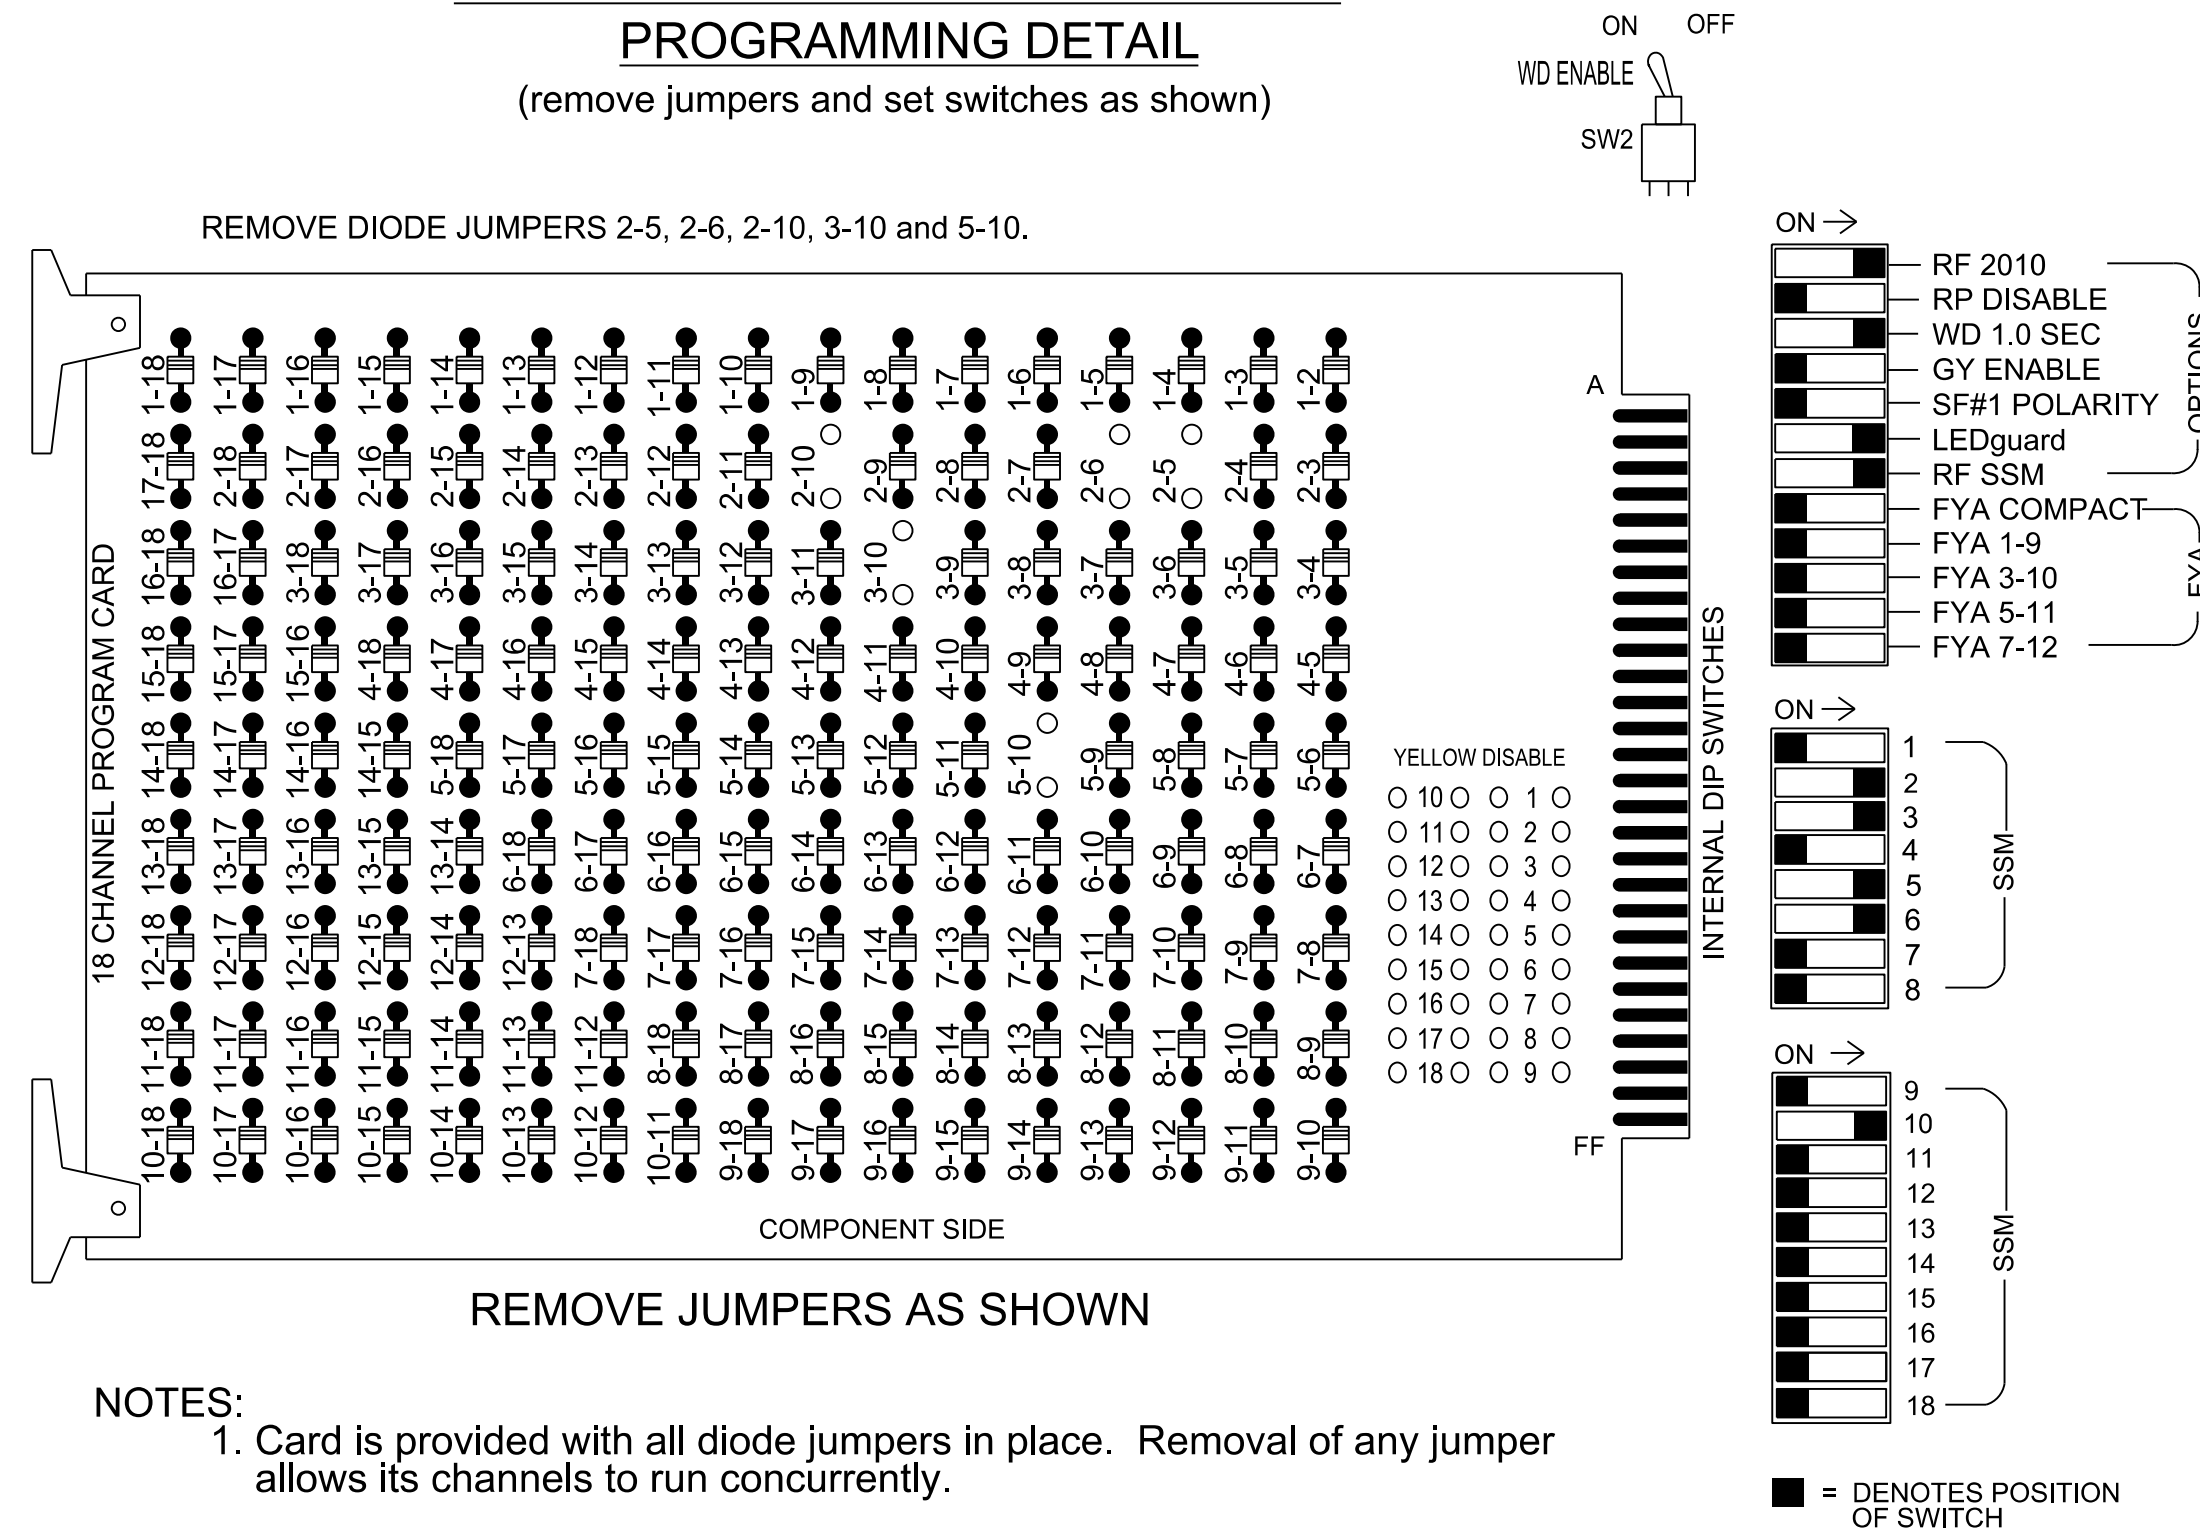 PROGRAMMING DETAIL
(remove jumpers and set switches as shown)
ON OFF
WD ENABLE
SW2
REMOVE DIODE JUMPERS 2-5, 2-6, 2-10, 3-10 and 5-10.
18 CHANNEL PROGRAM CARD
1-18 1-17 1-16 1-15 1-14 1-13 1-12 1-11 1-10 1-9 1-8 1-7 1-6 1-5 1-4 1-3 1-2
17-18 2-18 2-17 2-16 2-15 2-14 2-13 2-12 2-11 2-10 2-9 2-8 2-7 2-6 2-5 2-4 2-3
16-18 16-17 3-18 3-17 3-16 3-15 3-14 3-13 3-12 3-11 3-10 3-9 3-8 3-7 3-6 3-5 3-4
15-18 15-17 15-16 4-18 4-17 4-16 4-15 4-14 4-13 4-12 4-11 4-10 4-9 4-8 4-7 4-6 4-5
14-18 14-17 14-16 14-15 5-18 5-17 5-16 5-15 5-14 5-13 5-12 5-11 5-10 5-9 5-8 5-7 5-6
13-18 13-17 13-16 13-15 13-14 6-18 6-17 6-16 6-15 6-14 6-13 6-12 6-11 6-10 6-9 6-8 6-7
12-18 12-17 12-16 12-15 12-14 12-13 7-18 7-17 7-16 7-15 7-14 7-13 7-12 7-11 7-10 7-9 7-8
11-18 11-17 11-16 11-15 11-14 11-13 11-12 8-18 8-17 8-16 8-15 8-14 8-13 8-12 8-11 8-10 8-9
10-18 10-17 10-16 10-15 10-14 10-13 10-12 10-11 9-18 9-17 9-16 9-15 9-14 9-13 9-12 9-11 9-10
YELLOW DISABLE
10 1
11 2
12 3
13 4
14 5
15 6
16 7
17 8
18 9
A
FF
COMPONENT SIDE
INTERNAL DIP SWITCHES
ON →
RF 2010
RP DISABLE
WD 1.0 SEC
GY ENABLE
SF#1 POLARITY
LEDguard
RF SSM
OPTIONS
FYA COMPACT
FYA 1-9
FYA 3-10
FYA 5-11
FYA 7-12
FYA
ON →
1
2
3
4
5
6
7
8
SSM
ON →
9
10
11
12
13
14
15
16
17
18
SSM
REMOVE JUMPERS AS SHOWN
NOTES:
1. Card is provided with all diode jumpers in place. Removal of any jumper
allows its channels to run concurrently.
= DENOTES POSITION
OF SWITCH